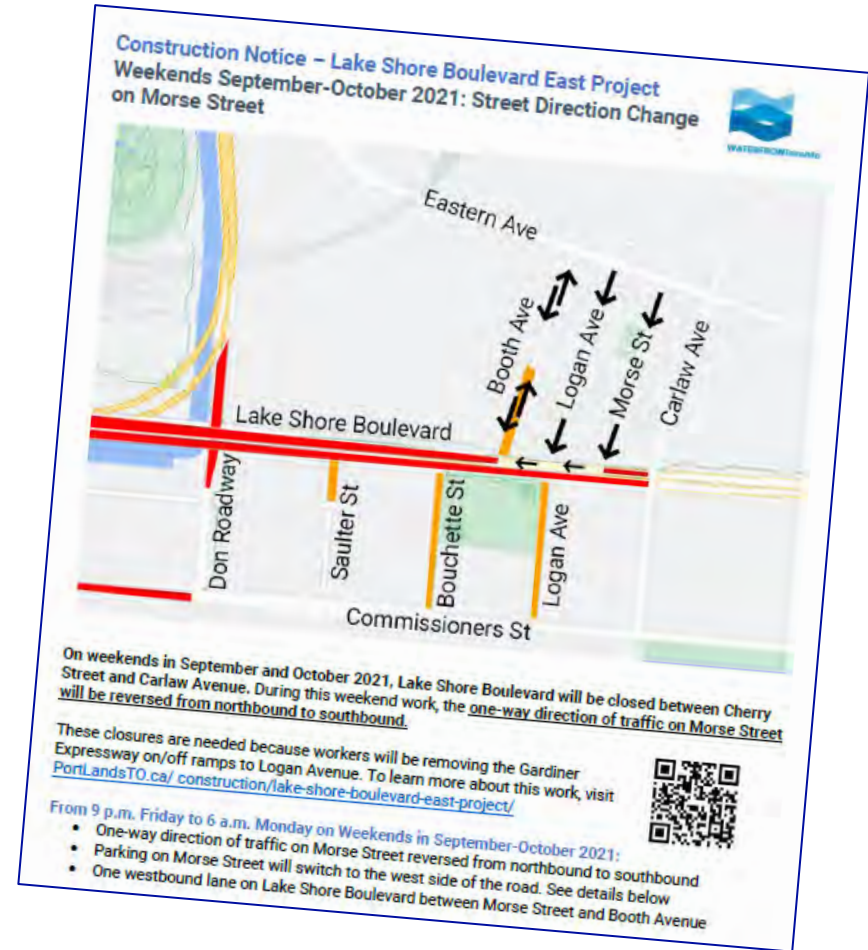 Construction Notice – Lake Shore Boulevard East Project
Weekends September-October 2021: Street Direction Change
on Morse Street
WATERFRONToronto
Eastern Ave
Booth Ave
Logan Ave
Morse St
Carlaw Ave
Lake Shore Boulevard
Don Roadway
Saulter St
Bouchette St
Logan Ave
Commissioners St
On weekends in September and October 2021, Lake Shore Boulevard will be closed between Cherry
Street and Carlaw Avenue. During this weekend work, the one-way direction of traffic on Morse Street
will be reversed from northbound to southbound.
These closures are needed because workers will be removing the Gardiner
Expressway on/off ramps to Logan Avenue. To learn more about this work, visit
PortLandsTO.ca/ construction/lake-shore-boulevard-east-project/
From 9 p.m. Friday to 6 a.m. Monday on Weekends in September-October 2021:
• One-way direction of traffic on Morse Street reversed from northbound to southbound
• Parking on Morse Street will switch to the west side of the road. See details below
• One westbound lane on Lake Shore Boulevard between Morse Street and Booth Avenue